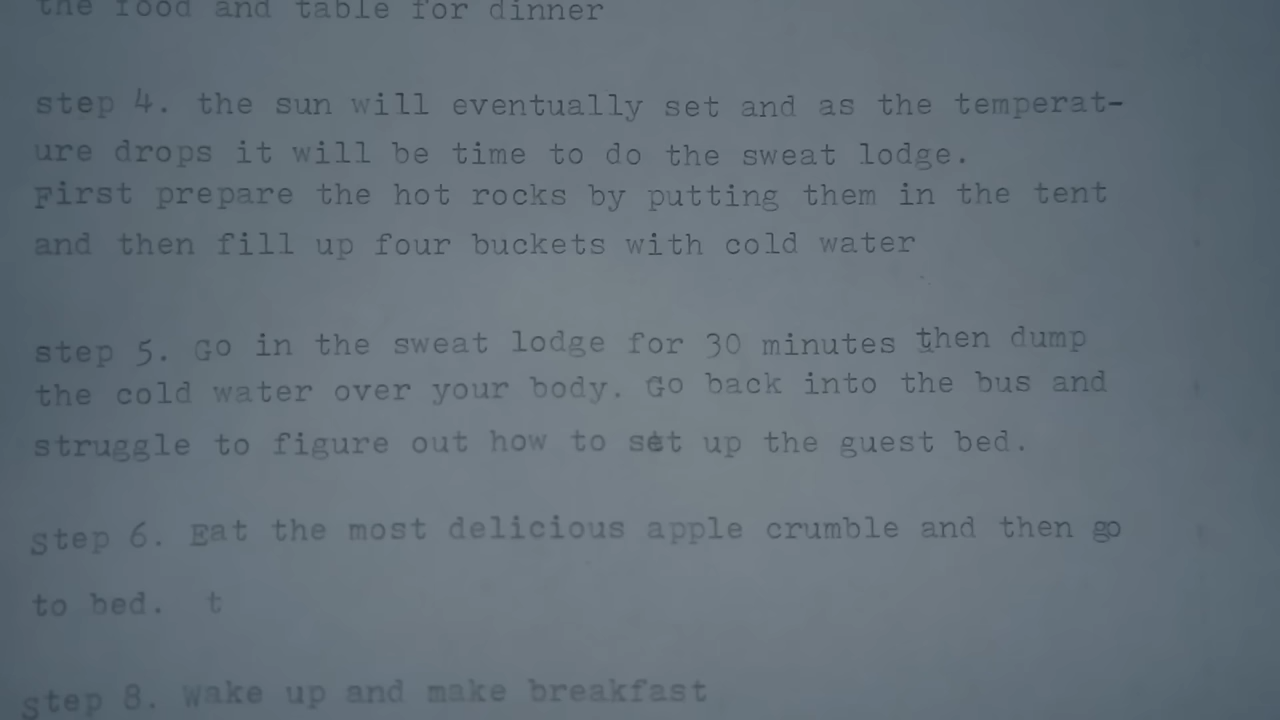 the food and table for dinner
step 4. the sun will eventually set and as the temperat-
ure drops it will be time to do the sweat lodge.
First prepare the hot rocks by putting them in the tent
and then fill up four buckets with cold water
step 5. Go in the sweat lodge for 30 minutes then dump
the cold water over your body. Go back into the bus and
struggle to figure out how to set up the guest bed.
step 6. Eat the most delicious apple crumble and then go
to bed.  t
step 8. wake up and make breakfast